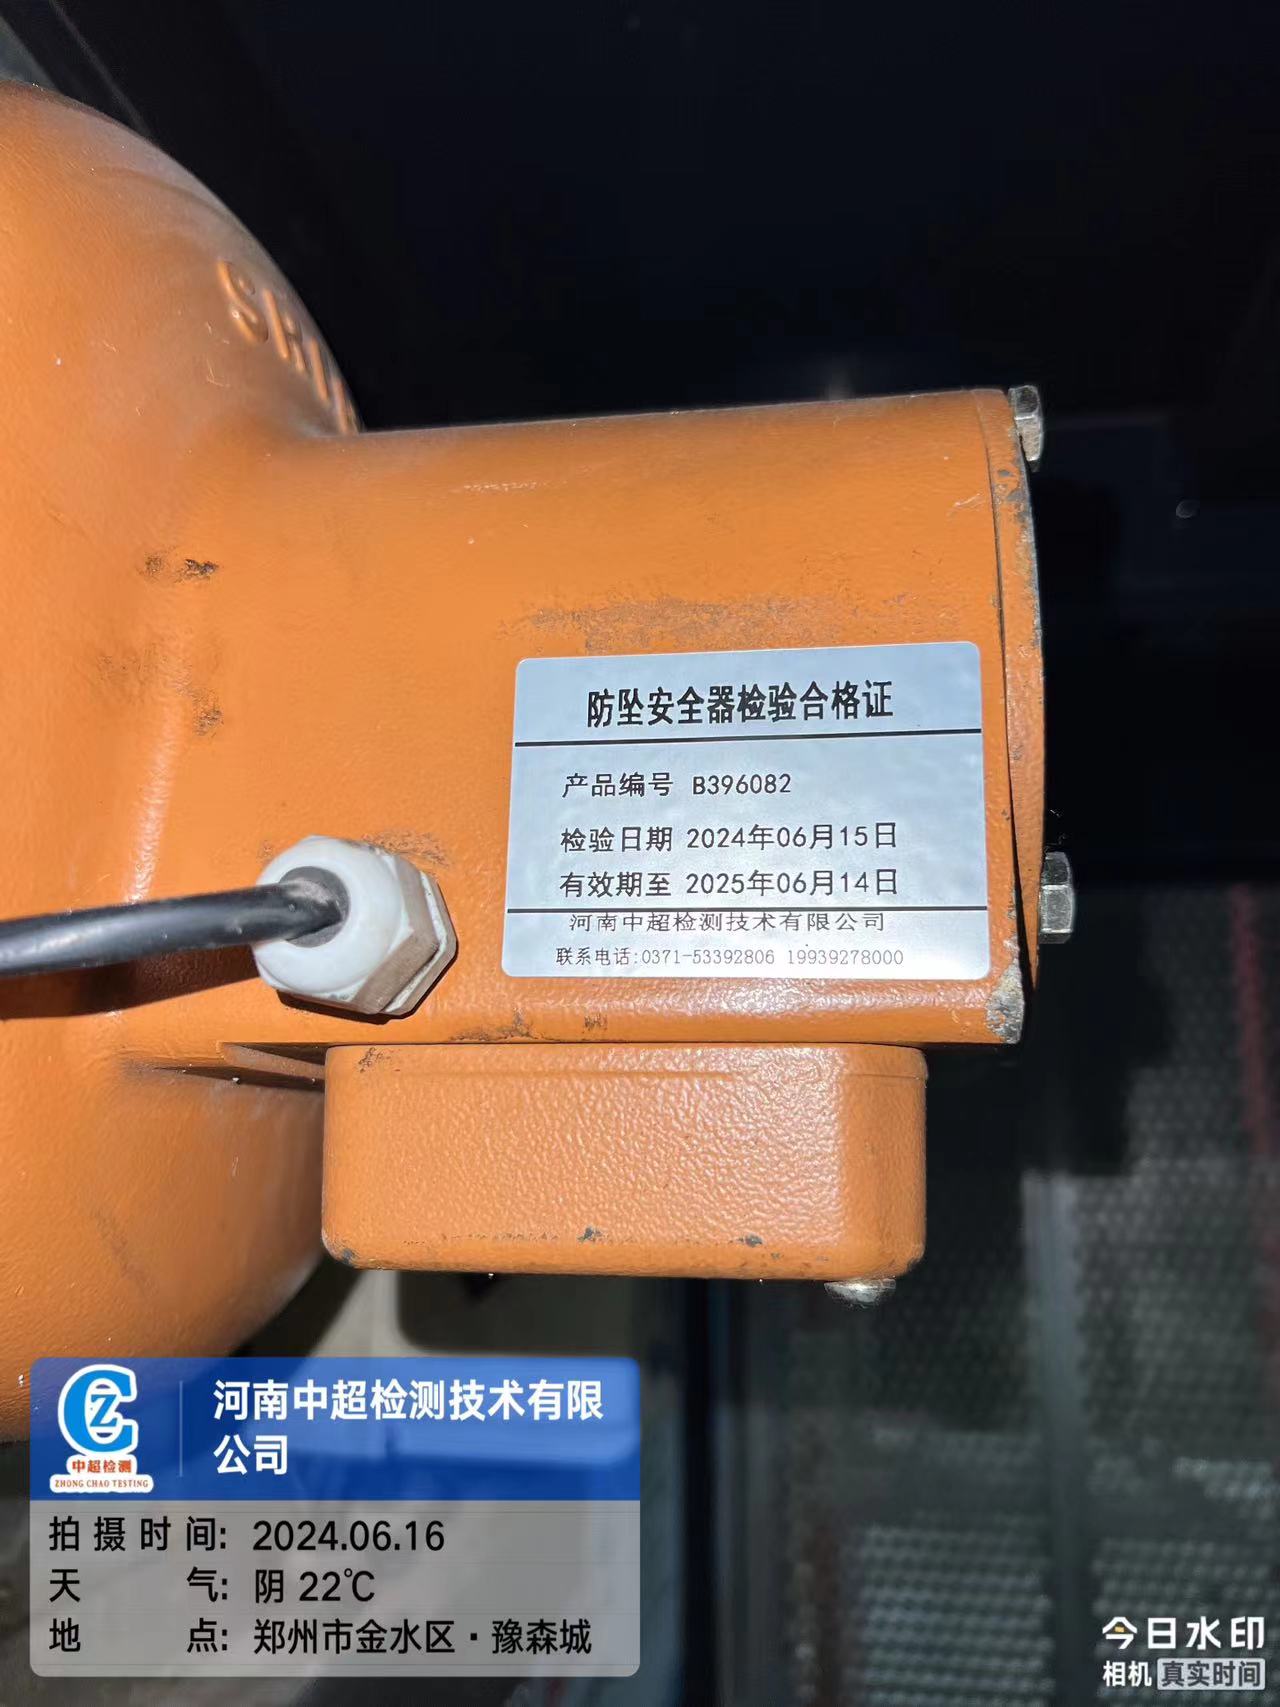 SRI
防坠安全器检验合格证
产品编号 B396082
检验日期 2024年06月15日
有效期至 2025年06月14日
河南中超检测技术有限公司
联系电话:0371-53392806 19939278000
中超检测
ZHONG CHAO TESTING
河南中超检测技术有限
公司
拍摄时间: 2024.06.16
天气: 阴 22℃
地点: 郑州市金水区·豫森城
今日水印
相机 真实时间